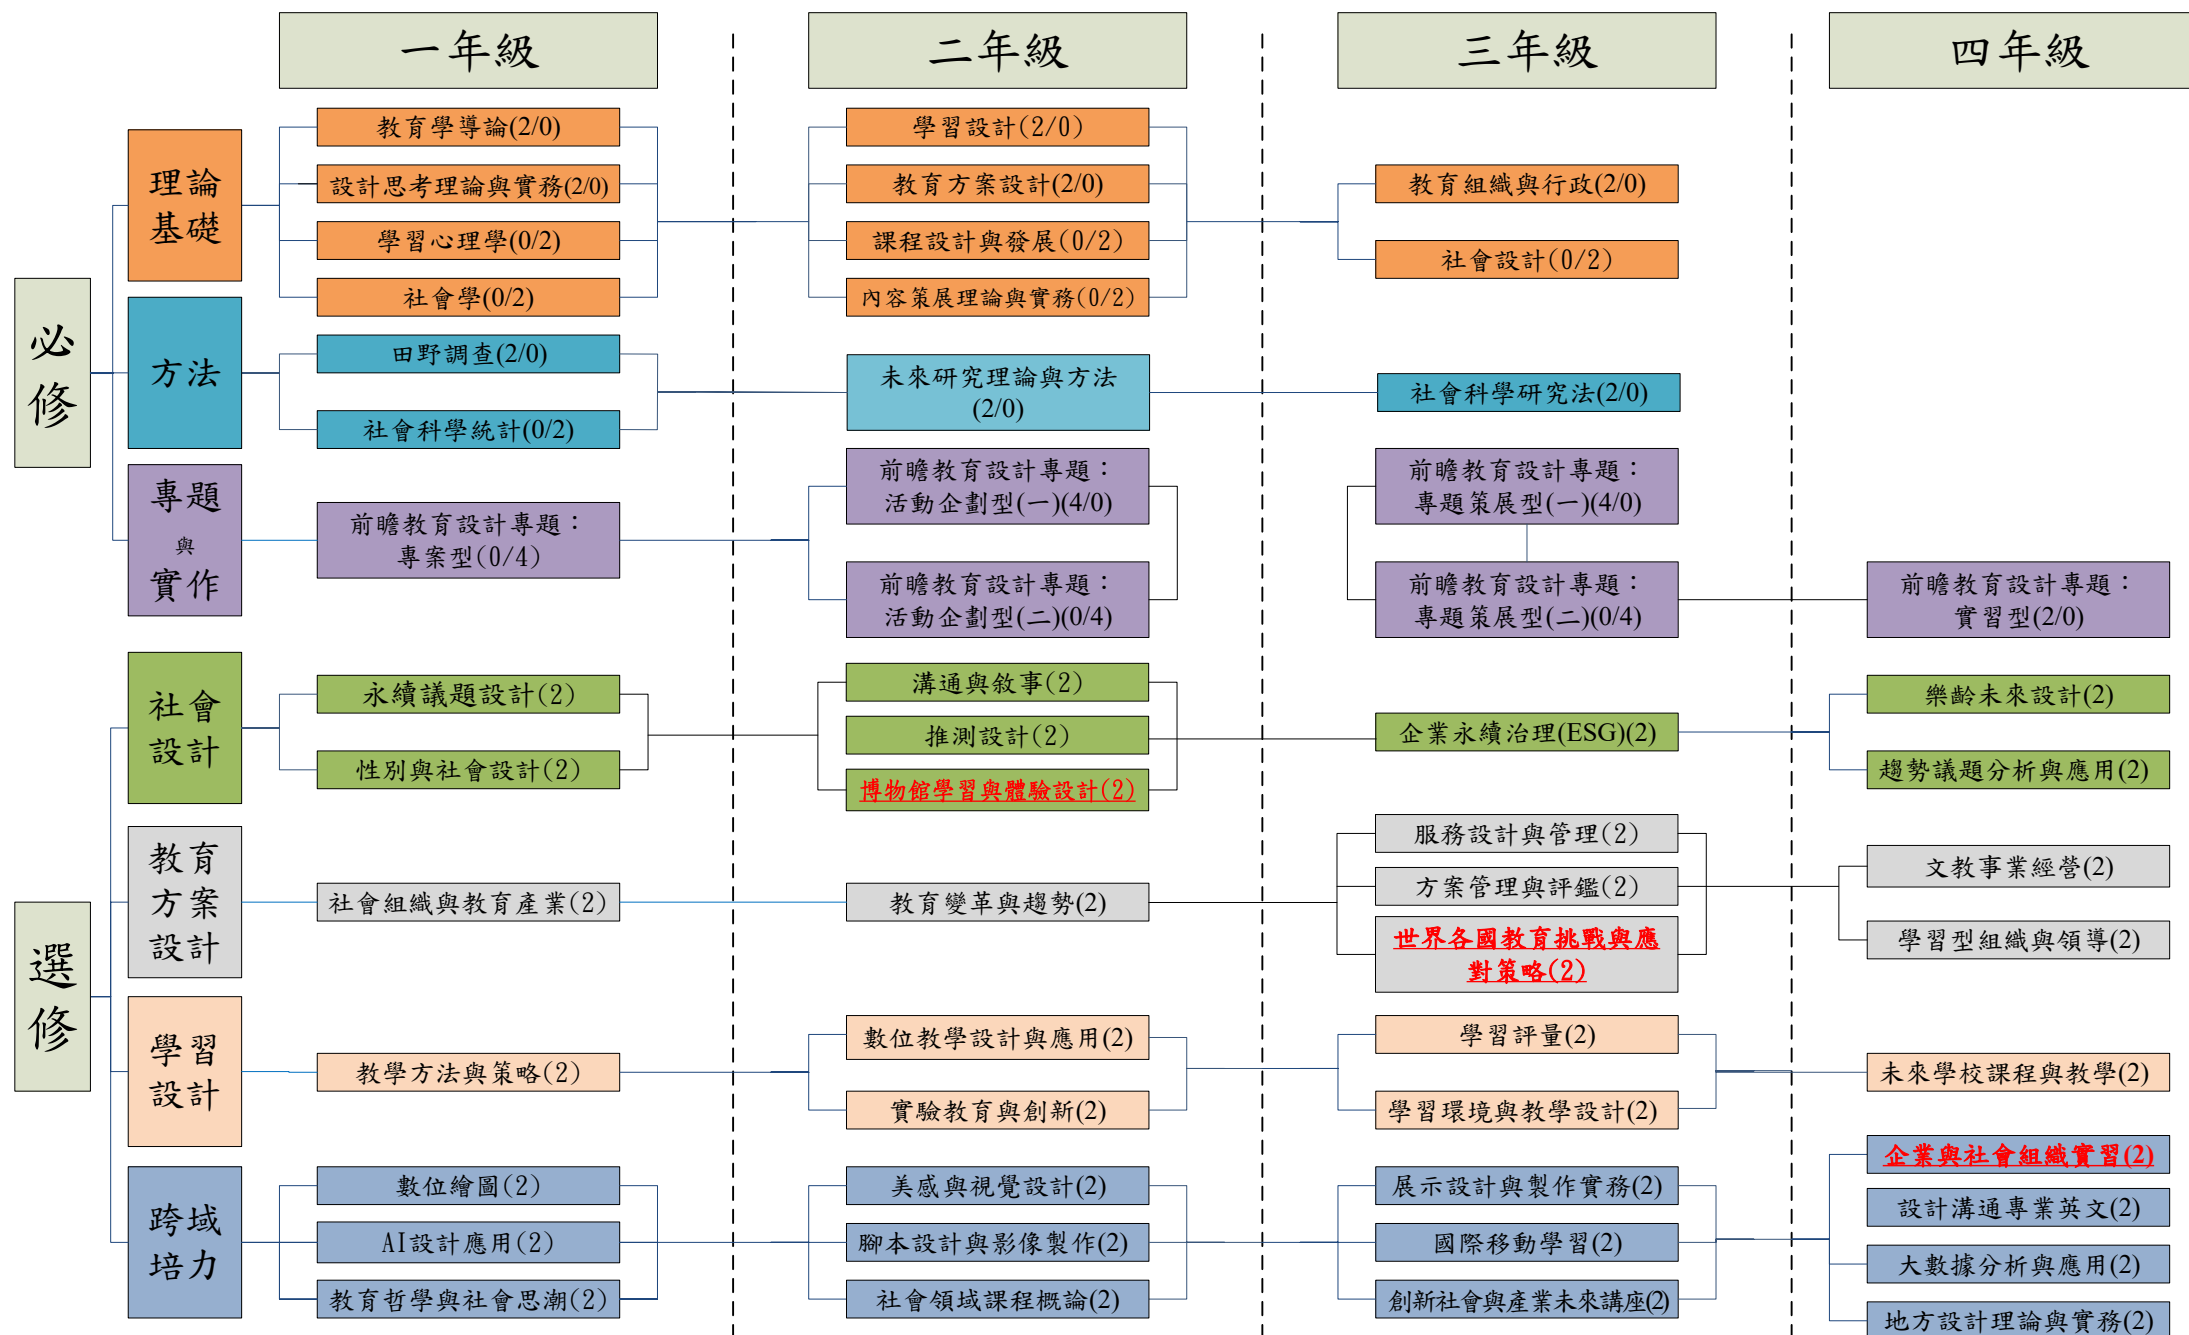 一年級
二年級
三年級
四年級
必
修
理論
基礎
教育學導論(2/0)
設計思考理論與實務(2/0)
學習心理學(0/2)
社會學(0/2)
學習設計(2/0)
教育方案設計(2/0)
課程設計與發展(0/2)
內容策展理論與實務(0/2)
教育組織與行政(2/0)
社會設計(0/2)
方法
田野調查(2/0)
社會科學統計(0/2)
未來研究理論與方法
(2/0)
社會科學研究法(2/0)
專題
與
實作
前瞻教育設計專題：
專案型(0/4)
前瞻教育設計專題：
活動企劃型(一)(4/0)
前瞻教育設計專題：
活動企劃型(二)(0/4)
前瞻教育設計專題：
專題策展型(一)(4/0)
前瞻教育設計專題：
專題策展型(二)(0/4)
前瞻教育設計專題：
實習型(2/0)
選
修
社會
設計
永續議題設計(2)
性別與社會設計(2)
溝通與敘事(2)
推測設計(2)
博物館學習與體驗設計(2)
企業永續治理(ESG)(2)
樂齡未來設計(2)
趨勢議題分析與應用(2)
教育
方案
設計
社會組織與教育產業(2)
教育變革與趨勢(2)
服務設計與管理(2)
方案管理與評鑑(2)
世界各國教育挑戰與應
對策略(2)
文教事業經營(2)
學習型組織與領導(2)
學習
設計
教學方法與策略(2)
數位教學設計與應用(2)
實驗教育與創新(2)
學習評量(2)
學習環境與教學設計(2)
未來學校課程與教學(2)
跨域
培力
數位繪圖(2)
AI設計應用(2)
教育哲學與社會思潮(2)
美感與視覺設計(2)
腳本設計與影像製作(2)
社會領域課程概論(2)
展示設計與製作實務(2)
國際移動學習(2)
創新社會與產業未來講座(2)
企業與社會組織實習(2)
設計溝通專業英文(2)
大數據分析與應用(2)
地方設計理論與實務(2)